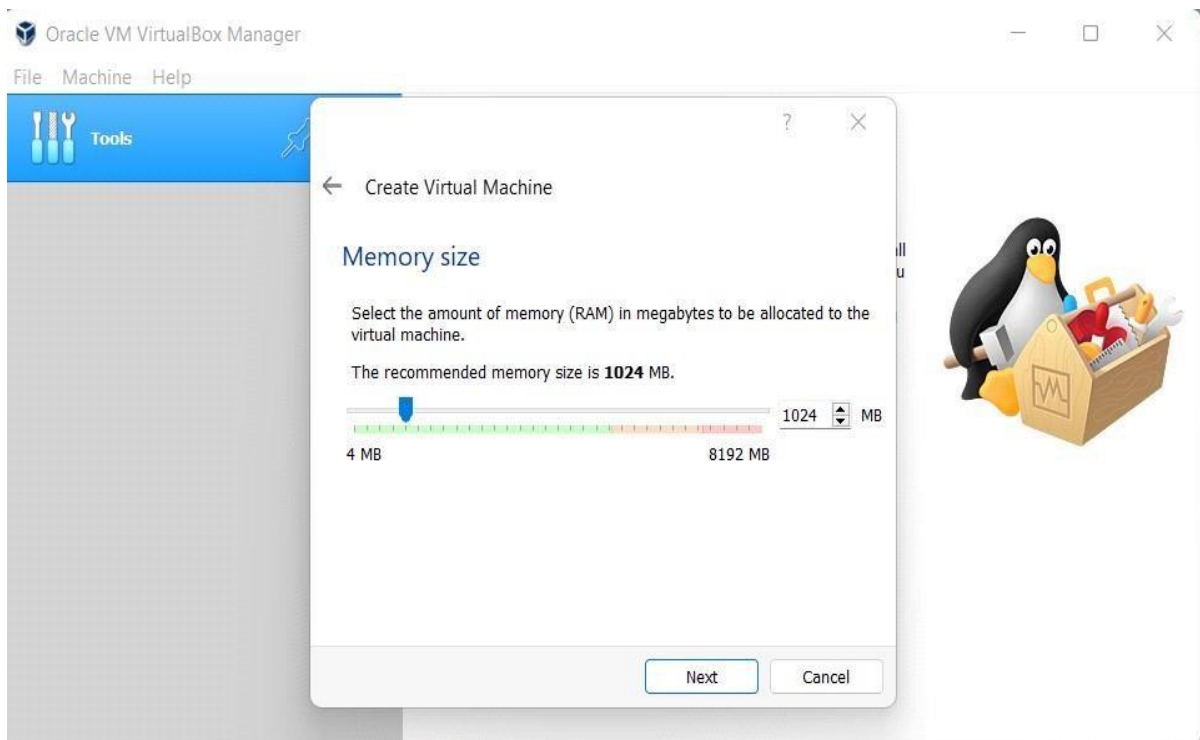 Oracle VM VirtualBox Manager
File Machine Help
Tools
?
Create Virtual Machine
Memory size
Select the amount of memory (RAM) in megabytes to be allocated to the
virtual machine.
The recommended memory size is 1024 MB.
1024 MB
4 MB 8192 MB
Next Cancel